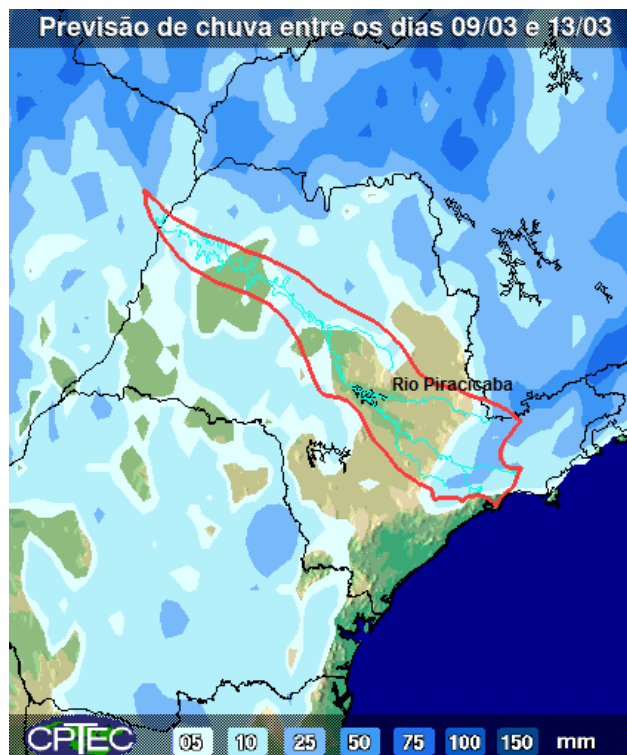 Previsão de chuva entre os dias 09/03 e 13/03
Rio Piracicaba
CPTEC 05 10 25 50 75 100 150 mm